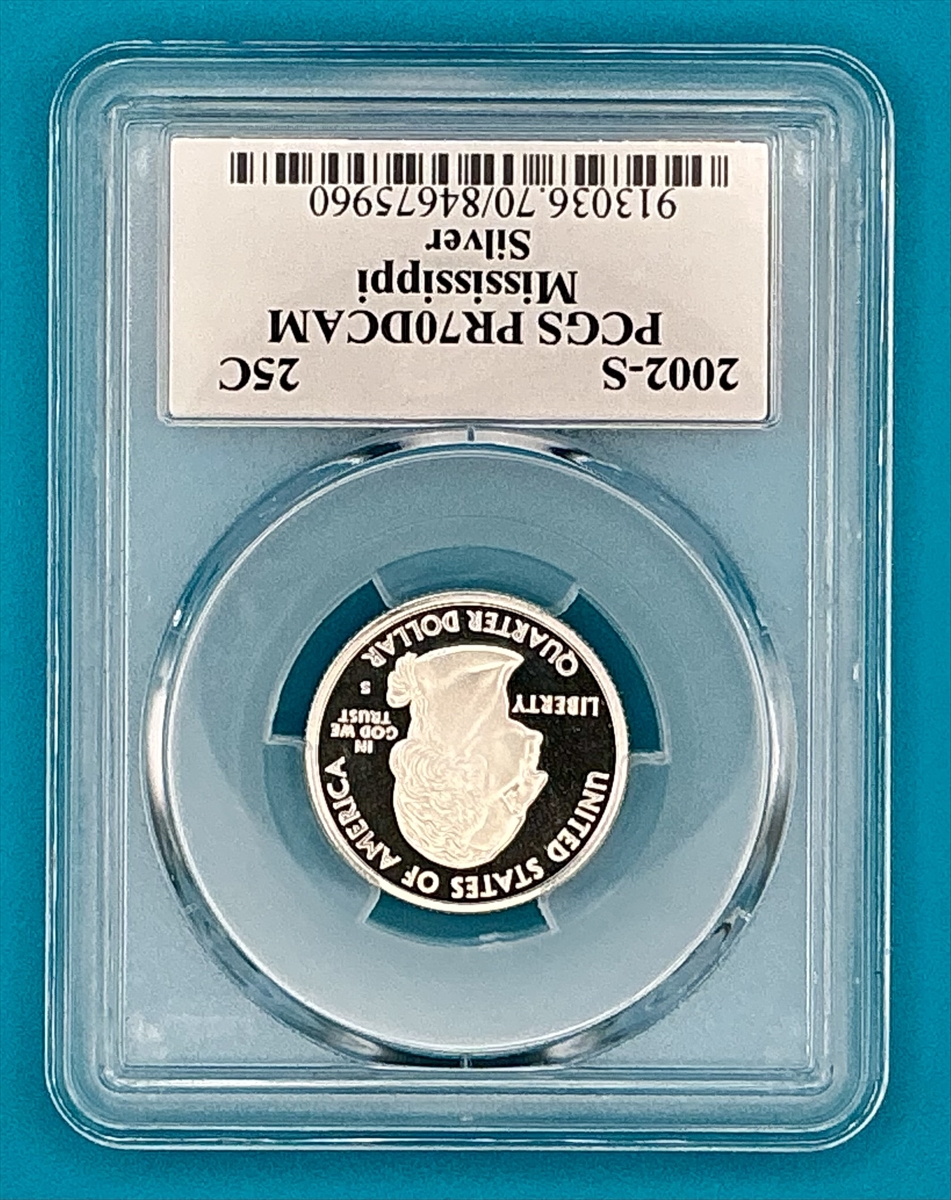 2002-S 25C
PCGS PR70DCAM
Mississippi
Silver
913036.70/84675960
UNITED STATES OF AMERICA
LIBERTY
IN
GOD WE
TRUST
S
QUARTER DOLLAR